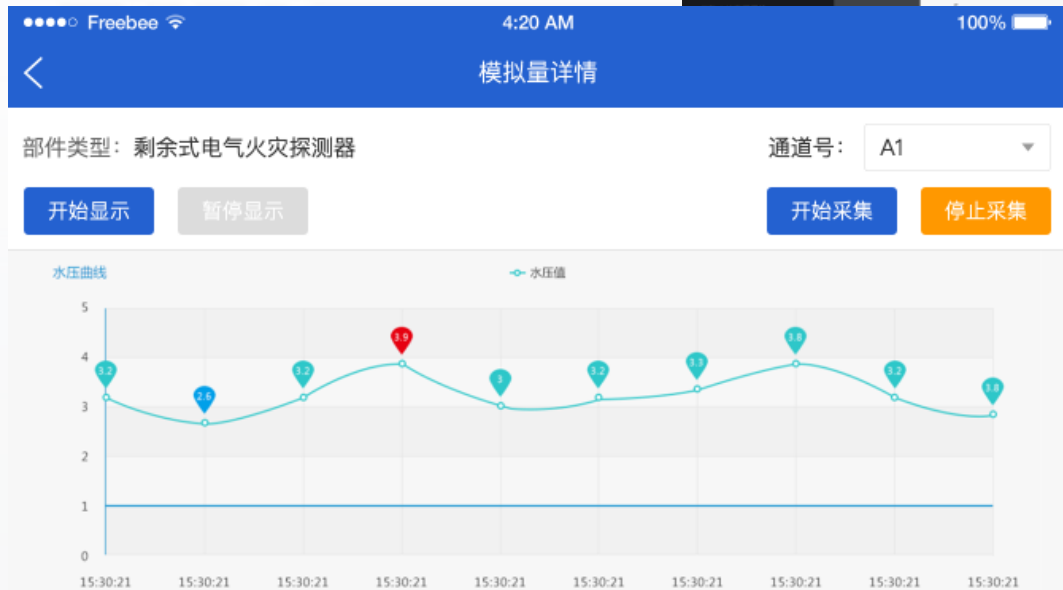 Freebee 4:20 AM 100%
模拟量详情
部件类型：剩余式电气火灾探测器 通道号： A1
开始显示 暂停显示 开始采集 停止采集
水压曲线 水压值
5
4
3
2
1
0
3.2 2.6 3.2 3.9 3 3.2 3.3 3.8 3.2 3.8
15:30:21 15:30:21 15:30:21 15:30:21 15:30:21 15:30:21 15:30:21 15:30:21 15:30:21 15:30:21